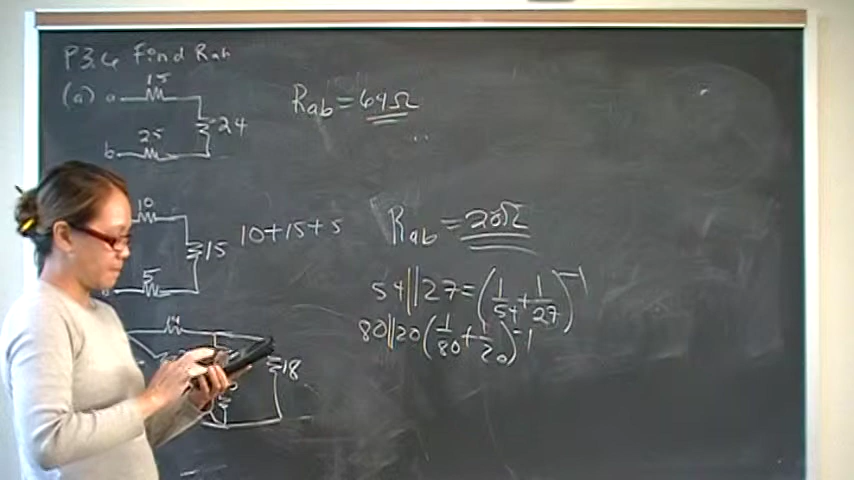 P3.6 Find Rab
(a) a 15
24
b 25
Rab = 64Ω
10
15
5
10+15+5
Rab = 20Ω
54||27 = (1/54 + 1/27)^-1
80||20 (1/80 + 1/20)^-1
18